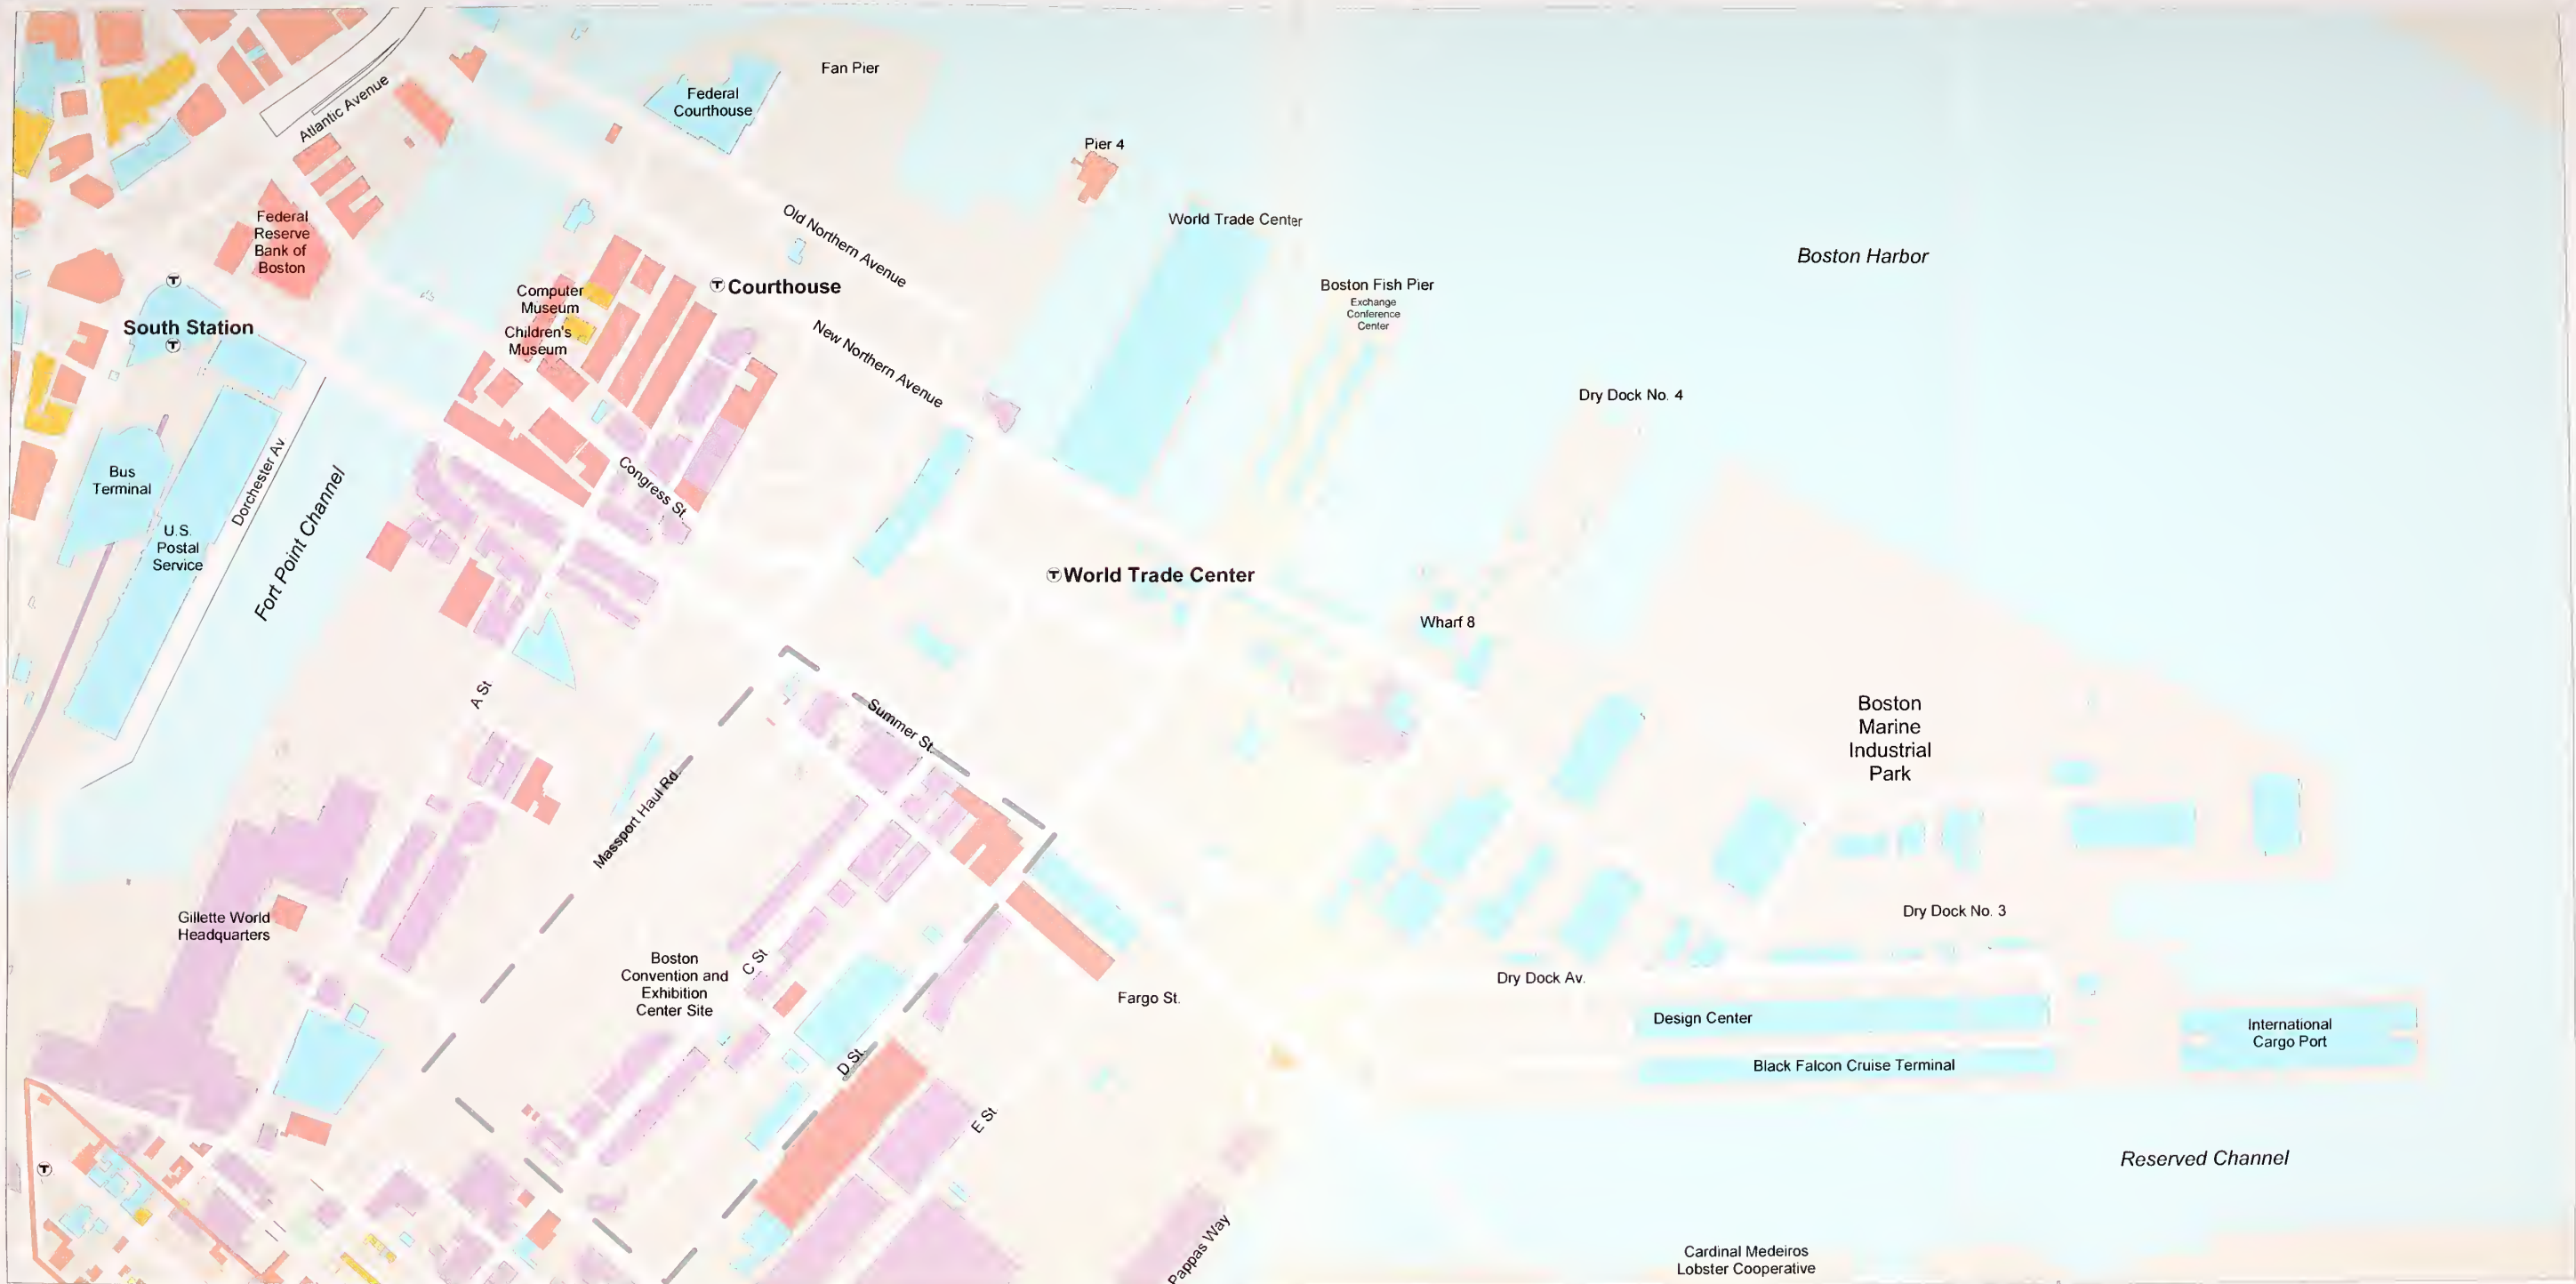 Fan Pier
Federal
Courthouse
Atlantic Avenue
Pier 4
World Trade Center
Federal
Reserve
Bank of
Boston
Old Northern Avenue
Boston Harbor
T
T Courthouse
Boston Fish Pier
Exchange
Conference
Center
Computer
Museum
Children's
Museum
South Station
T
New Northern Avenue
Dry Dock No. 4
Bus
Terminal
Dorchester Av
Congress St.
U.S.
Postal
Service
Fort Point Channel
T World Trade Center
Wharf 8
A St
Summer St.
Boston
Marine
Industrial
Park
Massport Haul Rd.
Gillette World
Headquarters
Dry Dock No. 3
Boston
Convention and
Exhibition
Center Site
C St
Dry Dock Av.
Fargo St.
Design Center
International
Cargo Port
D St.
Black Falcon Cruise Terminal
E St
T
Reserved Channel
Pappas Way
Cardinal Medeiros
Lobster Cooperative